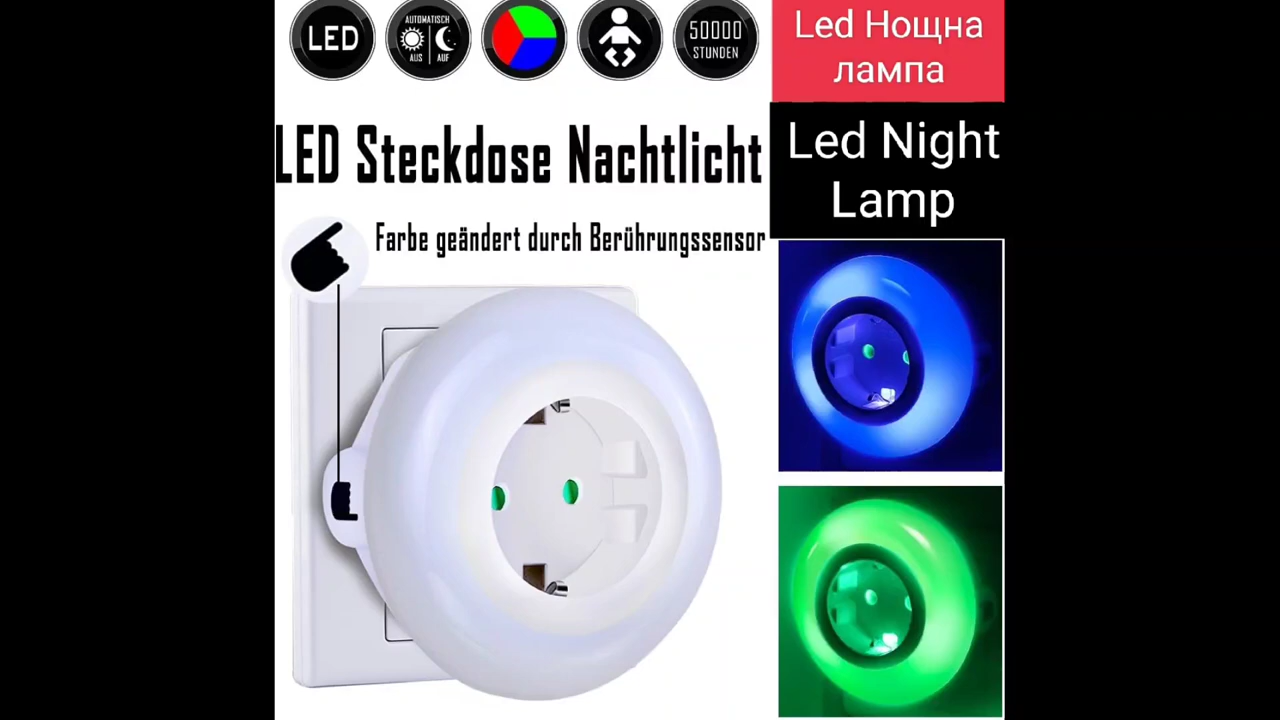 LED
AUTOMATISCH
AUS AUF
50000
STUNDEN
Led Нощна
лампа
Led Night
Lamp
LED Steckdose Nachtlicht
Farbe geändert durch Berührungssensor